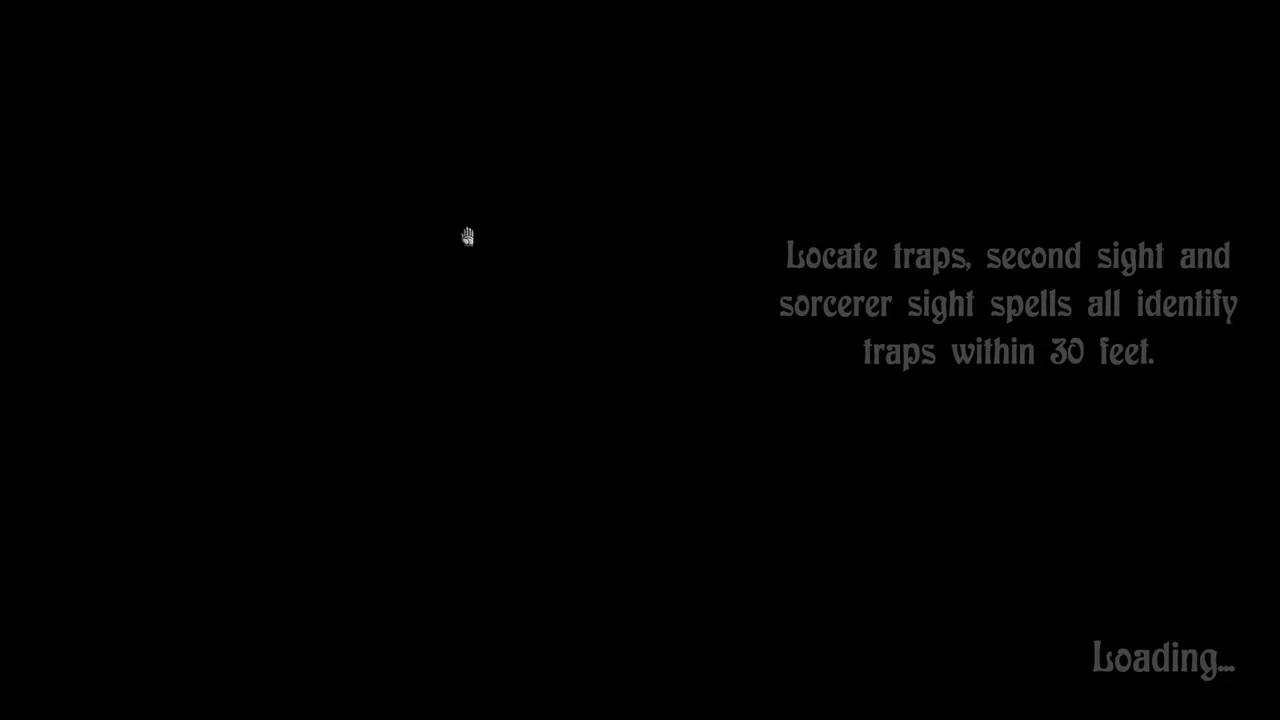 Locate traps, second sight and
sorcerer sight spells all identify
traps within 30 feet.
Loading...